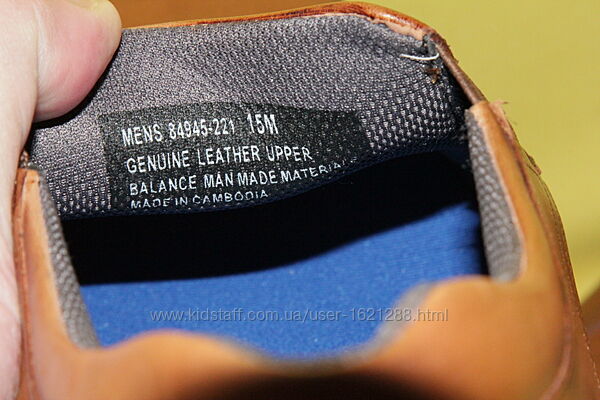 MENS 84945-221 15M
GENUINE LEATHER UPPER
BALANCE MAN MADE MATERIA
MADE IN CAMBODIA
www.kidstaff.com.ua/user-1621288.html